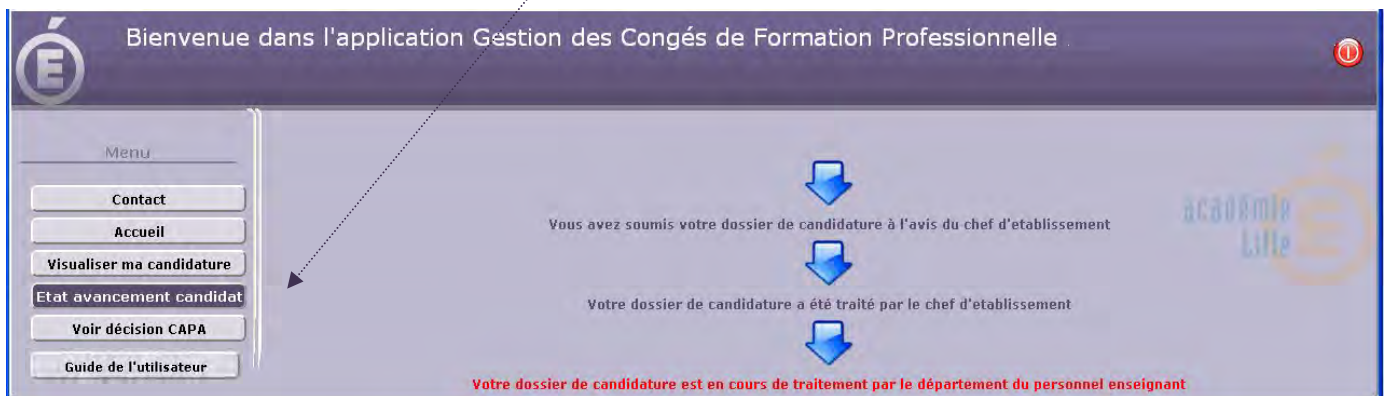 Bienvenue dans l'application Gestion des Congés de Formation Professionnelle .
Menu
Contact
Accueil
Visualiser ma candidature
Etat avancement candidat
Voir décision CAPA
Guide de l'utilisateur
Vous avez soumis votre dossier de candidature à l'avis du chef d'etablissement
Votre dossier de candidature a été traité par le chef d'etablissement
Votre dossier de candidature est en cours de traitement par le département du personnel enseignant
académie
Lille